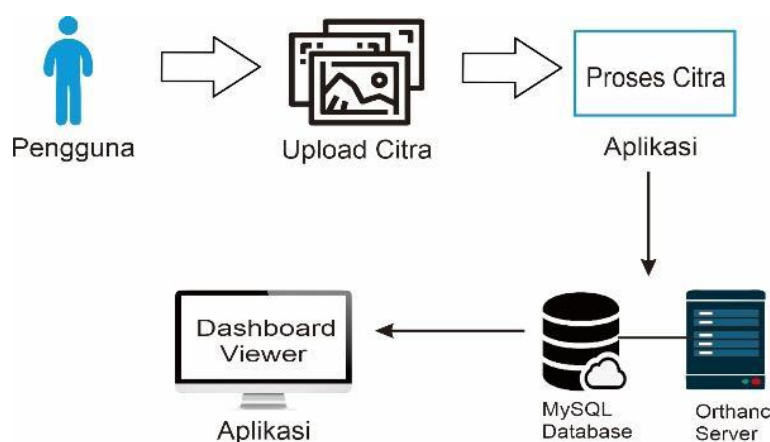 Pengguna
Upload Citra
Proses Citra
Aplikasi
Dashboard
Viewer
Aplikasi
MySQL
Database
Orthanc
Server